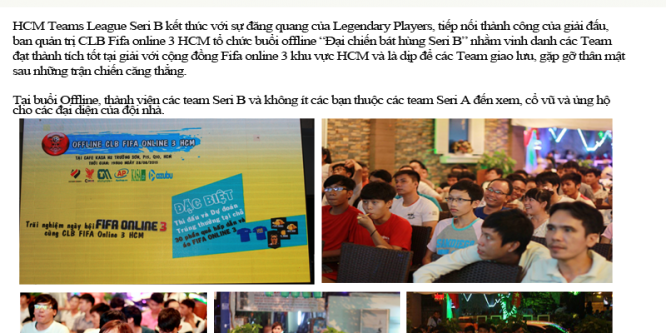 HCM Teams League Seri B kết thúc với sự đăng quang của Legendary Players, tiếp nối thành công của giải đấu,
ban quản trị CLB Fifa online 3 HCM tổ chức buổi offline “Đại chiến bát hùng Seri B” nhằm vinh danh các Team
đạt thành tích tốt tại giải với cộng đồng Fifa online 3 khu vực HCM và là dịp để các Team giao lưu, gặp gỡ thân mật
sau những trận chiến căng thẳng.
Tại buổi Offline, thành viên các team Seri B và không ít các bạn thuộc các team Seri A đến xem, cổ vũ và ủng hộ
cho các đại diện của đội nhà.
OFFLINE CLB FIFA ONLINE 3 HCM
ĐẶC BIỆT
Thi đấu và Dự đoán
Trúng thưởng tại chỗ
Trải nghiệm ngày hội FIFA ONLINE 3
cùng CLB FIFA Online 3 HCM